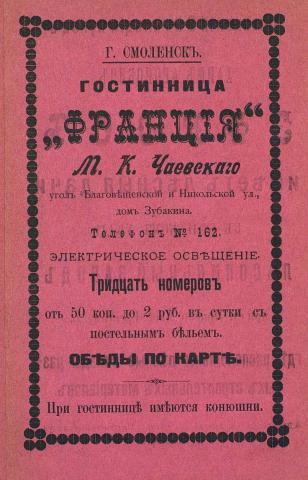 Г. СМОЛЕНСКЪ.
ГОСТИННИЦА
„ФРАНЦІЯ“
М. К. Чаевскаго
уголъ Благовѣщенской и Никольской ул.,
домъ Зубакина.
Телефонъ № 162.
ЭЛЕКТРИЧЕСКОЕ ОСВѢЩЕНІЕ.
Тридцать номеровъ
отъ 50 коп. до 2 руб. въ сутки съ
постельнымъ бѣльемъ.
ОБѢДЫ ПО КАРТѢ.
При гостинницѣ имѣются конюшни.